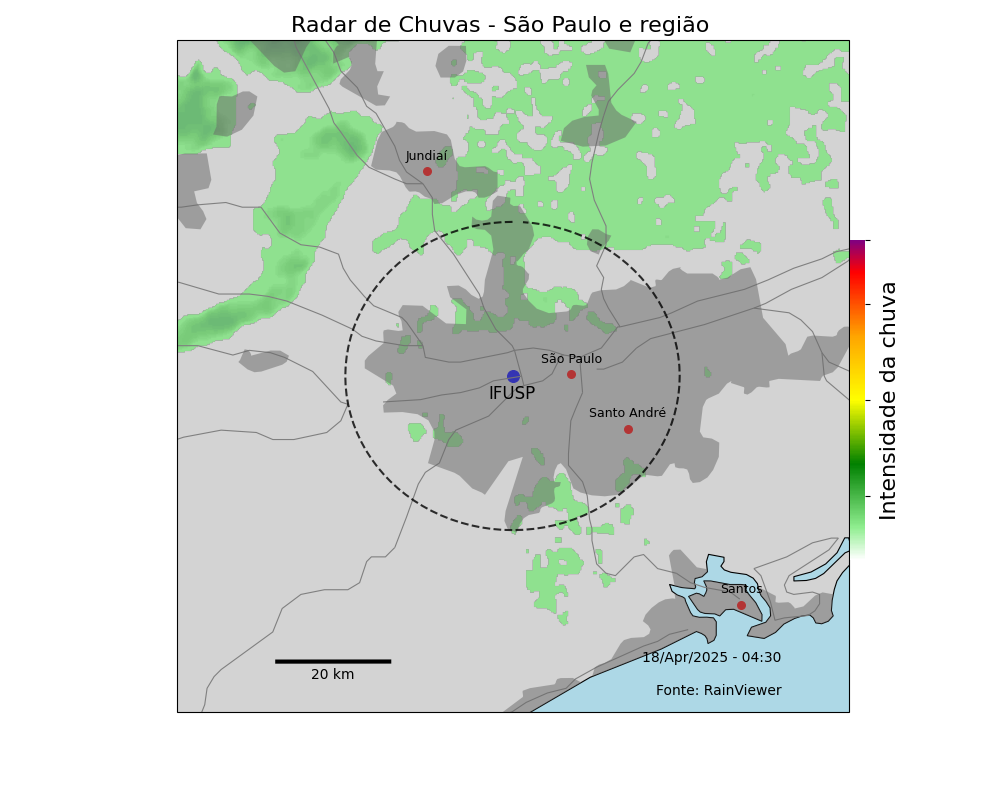 Radar de Chuvas - São Paulo e região
Jundiaí
São Paulo
IFUSP
Santo André
Intensidade da chuva
Santos
18/Apr/2025 - 04:30
20 km
Fonte: RainViewer